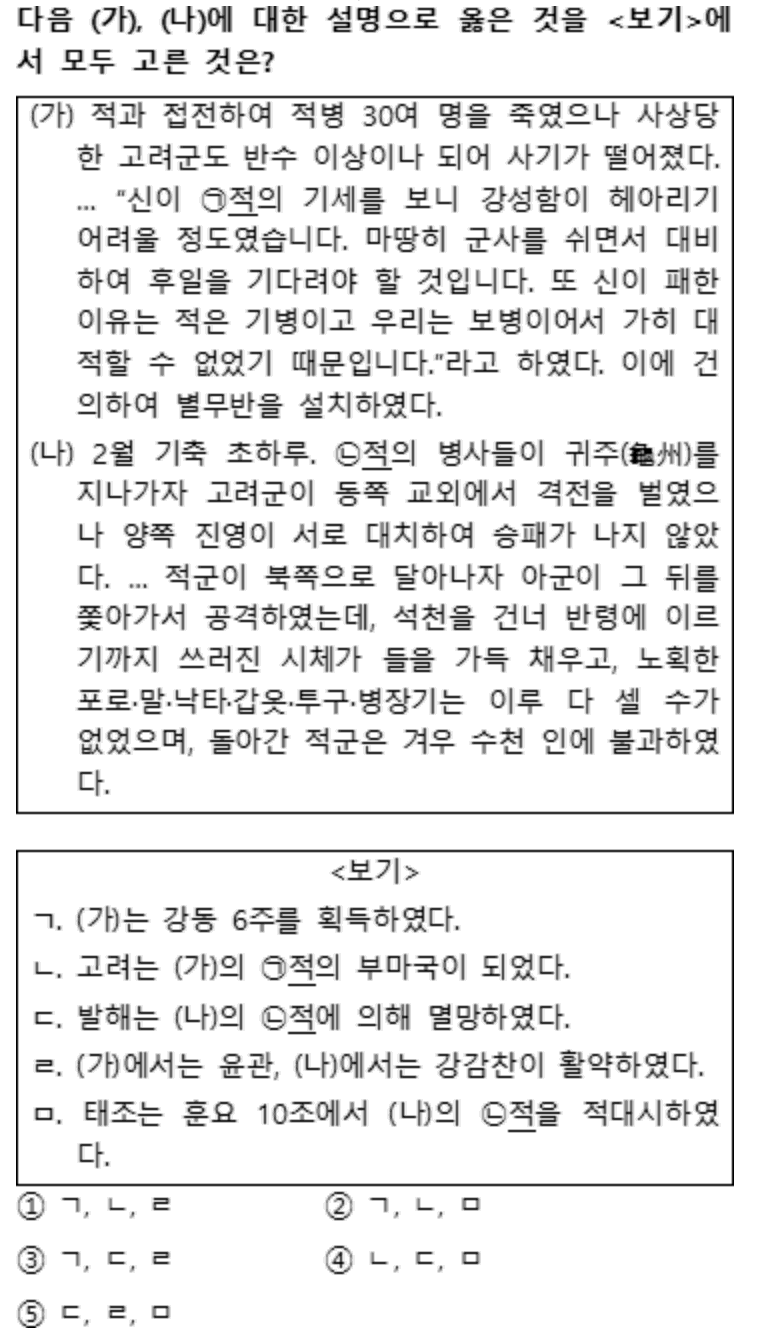 다음 (가), (나)에 대한 설명으로 옳은 것을 <보기>에
서 모두 고른 것은?
(가) 적과 접전하여 적병 30여 명을 죽였으나 사상당
한 고려군도 반수 이상이나 되어 사기가 떨어졌다.
... "신이 ㉠적의 기세를 보니 강성함이 헤아리기
어려울 정도였습니다. 마땅히 군사를 쉬면서 대비
하여 후일을 기다려야 할 것입니다. 또 신이 패한
이유는 적은 기병이고 우리는 보병이어서 가히 대
적할 수 없었기 때문입니다."라고 하였다. 이에 건
의하여 별무반을 설치하였다.
(나) 2월 기축 초하루. ㉡적의 병사들이 귀주(龜州)를
지나가자 고려군이 동쪽 교외에서 격전을 벌였으
나 양쪽 진영이 서로 대치하여 승패가 나지 않았
다. ... 적군이 북쪽으로 달아나자 아군이 그 뒤를
쫓아가서 공격하였는데, 석천을 건너 반령에 이르
기까지 쓰러진 시체가 들을 가득 채우고, 노획한
포로·말·낙타·갑옷·투구·병장기는 이루 다 셀 수가
없었으며, 돌아간 적군은 겨우 수천 인에 불과하였
다.
<보기>
ㄱ. (가)는 강동 6주를 획득하였다.
ㄴ. 고려는 (가)의 ㉠적의 부마국이 되었다.
ㄷ. 발해는 (나)의 ㉡적에 의해 멸망하였다.
ㄹ. (가)에서는 윤관, (나)에서는 강감찬이 활약하였다.
ㅁ. 태조는 훈요 10조에서 (나)의 ㉡적을 적대시하였
다.
① ㄱ, ㄴ, ㄹ ② ㄱ, ㄴ, ㅁ
③ ㄱ, ㄷ, ㄹ ④ ㄴ, ㄷ, ㅁ
⑤ ㄷ, ㄹ, ㅁ